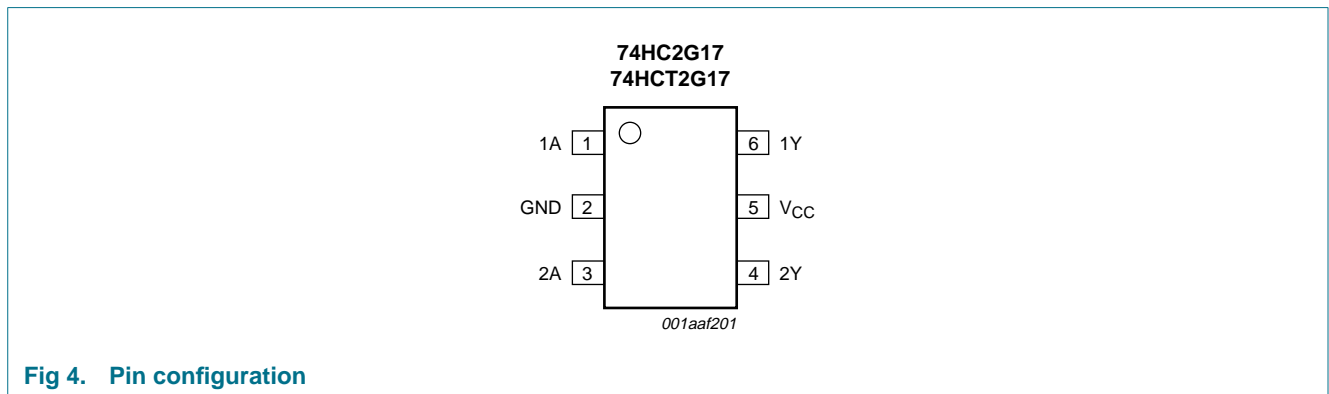 74HC2G17
74HCT2G17
1A 1 6 1Y
GND 2 5 VCC
2A 3 4 2Y
001aaf201
Fig 4. Pin configuration